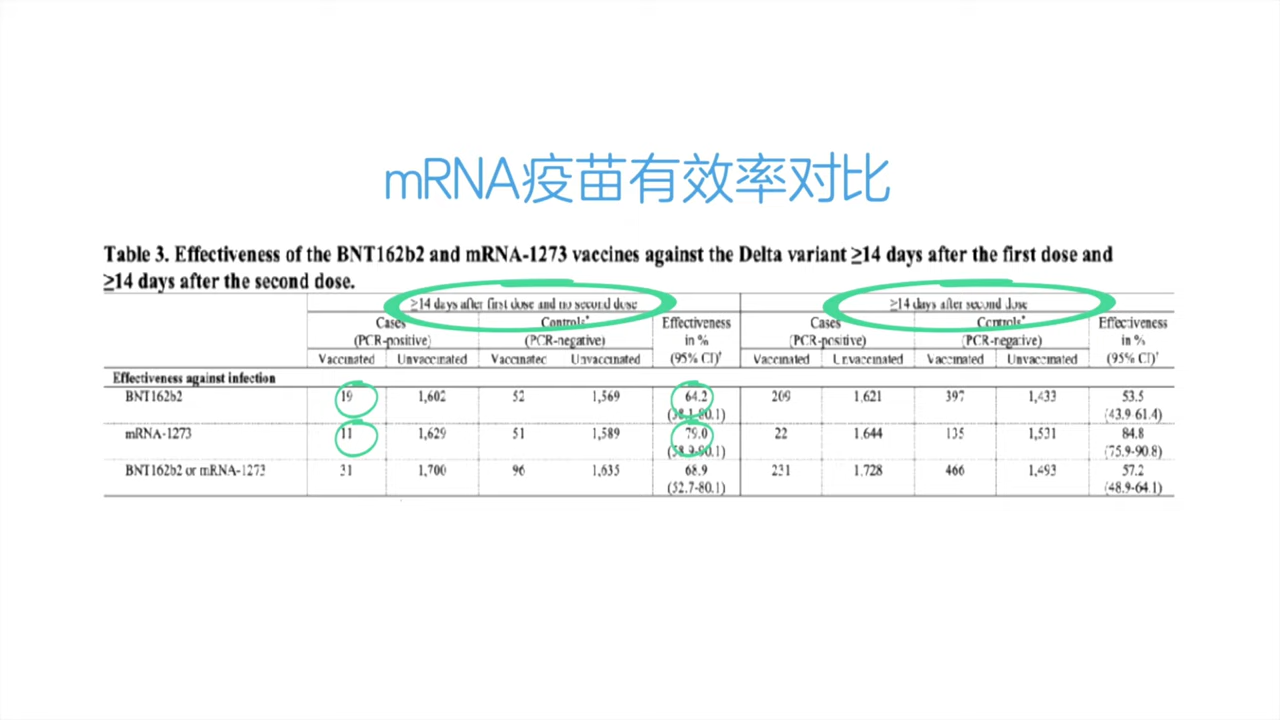 mRNA疫苗有效率对比
Table 3. Effectiveness of the BNT162b2 and mRNA-1273 vaccines against the Delta variant ≥14 days after the first dose and
≥14 days after the second dose.
≥14 days after first dose and no second dose ≥14 days after second dose
Cases Controls* Effectiveness Cases Controls* Effectiveness
(PCR-positive) (PCR-negative) in % (PCR-positive) (PCR-negative) in %
Vaccinated Unvaccinated Vaccinated Unvaccinated (95% CI)† Vaccinated Unvaccinated Vaccinated Unvaccinated (95% CI)†
Effectiveness against infection
BNT162b2 19 1,602 52 1,569 64.2 209 1,621 397 1,433 53.5
(38.1-80.1) (43.9-61.4)
mRNA-1273 11 1,629 51 1,589 79.0 22 1,644 135 1,531 84.8
(58.9-90.1) (75.9-90.8)
BNT162b2 or mRNA-1273 31 1,700 96 1,635 68.9 231 1,728 466 1,493 57.2
(52.7-80.1) (48.9-64.1)